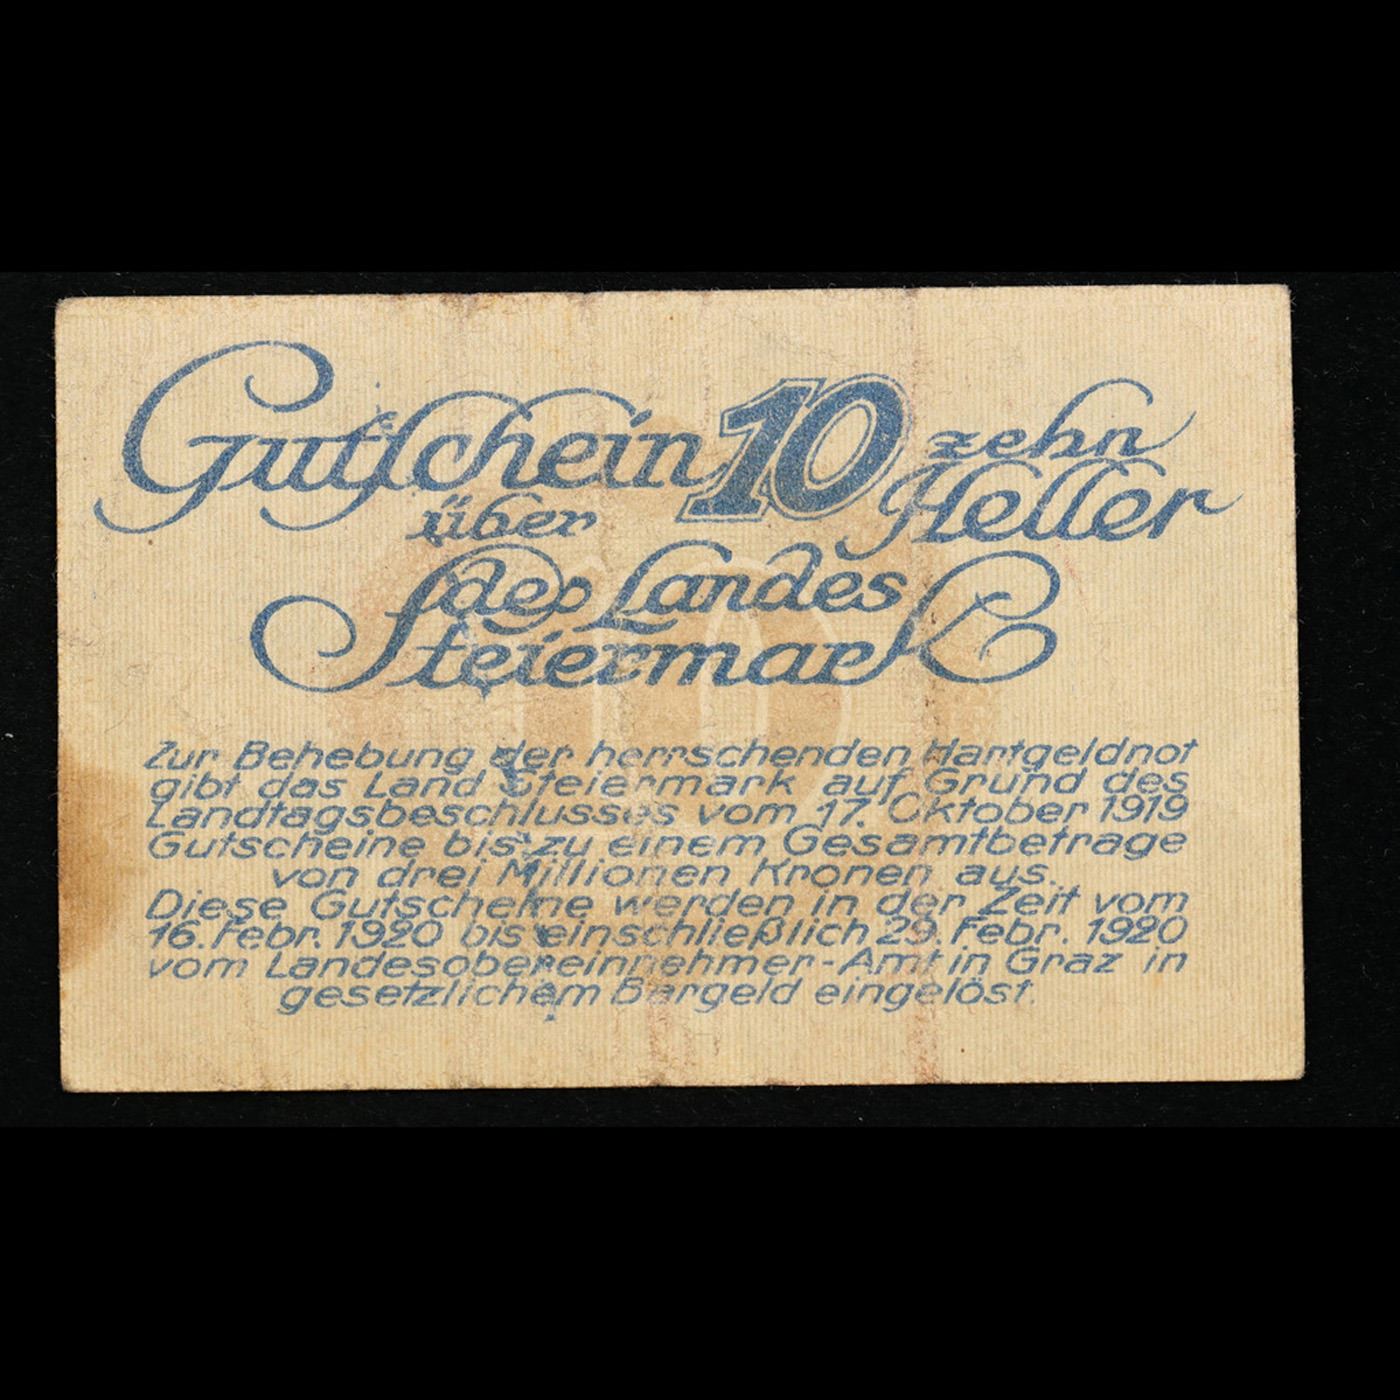 Gutschein 10 zehn
über Heller
des Landes
Steiermark
Zur Behebung der herrschenden Hartgeldnot
gibt das Land Steiermark auf Grund des
Landtagsbeschlusses vom 17. Oktober 1919
Gutscheine bis zu einem Gesamtbetrage
von drei Millionen Kronen aus.
Diese Gutscheine werden in der Zeit vom
16. Febr. 1920 bis einschließlich 29. Febr. 1920
vom Landesobereinnehmer-Amt in Graz in
gesetzlichem Bargeld eingelöst.